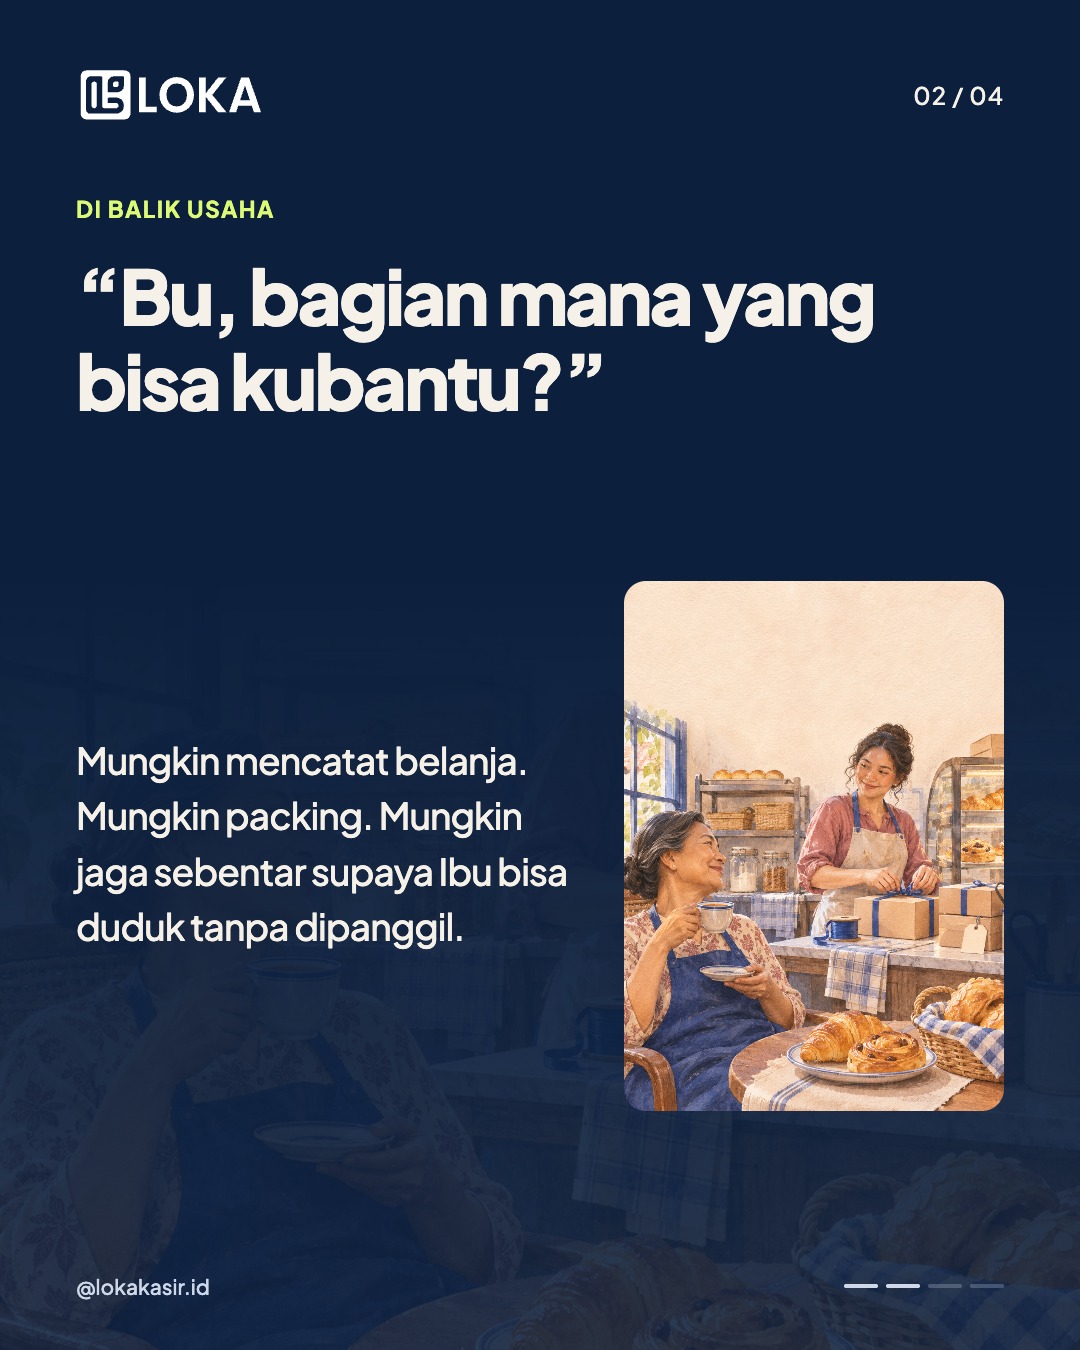 LOKA
02 / 04
DI BALIK USAHA
“Bu, bagian mana yang
bisa kubantu?”
Mungkin mencatat belanja.
Mungkin packing. Mungkin
jaga sebentar supaya Ibu bisa
duduk tanpa dipanggil.
@lokakasir.id